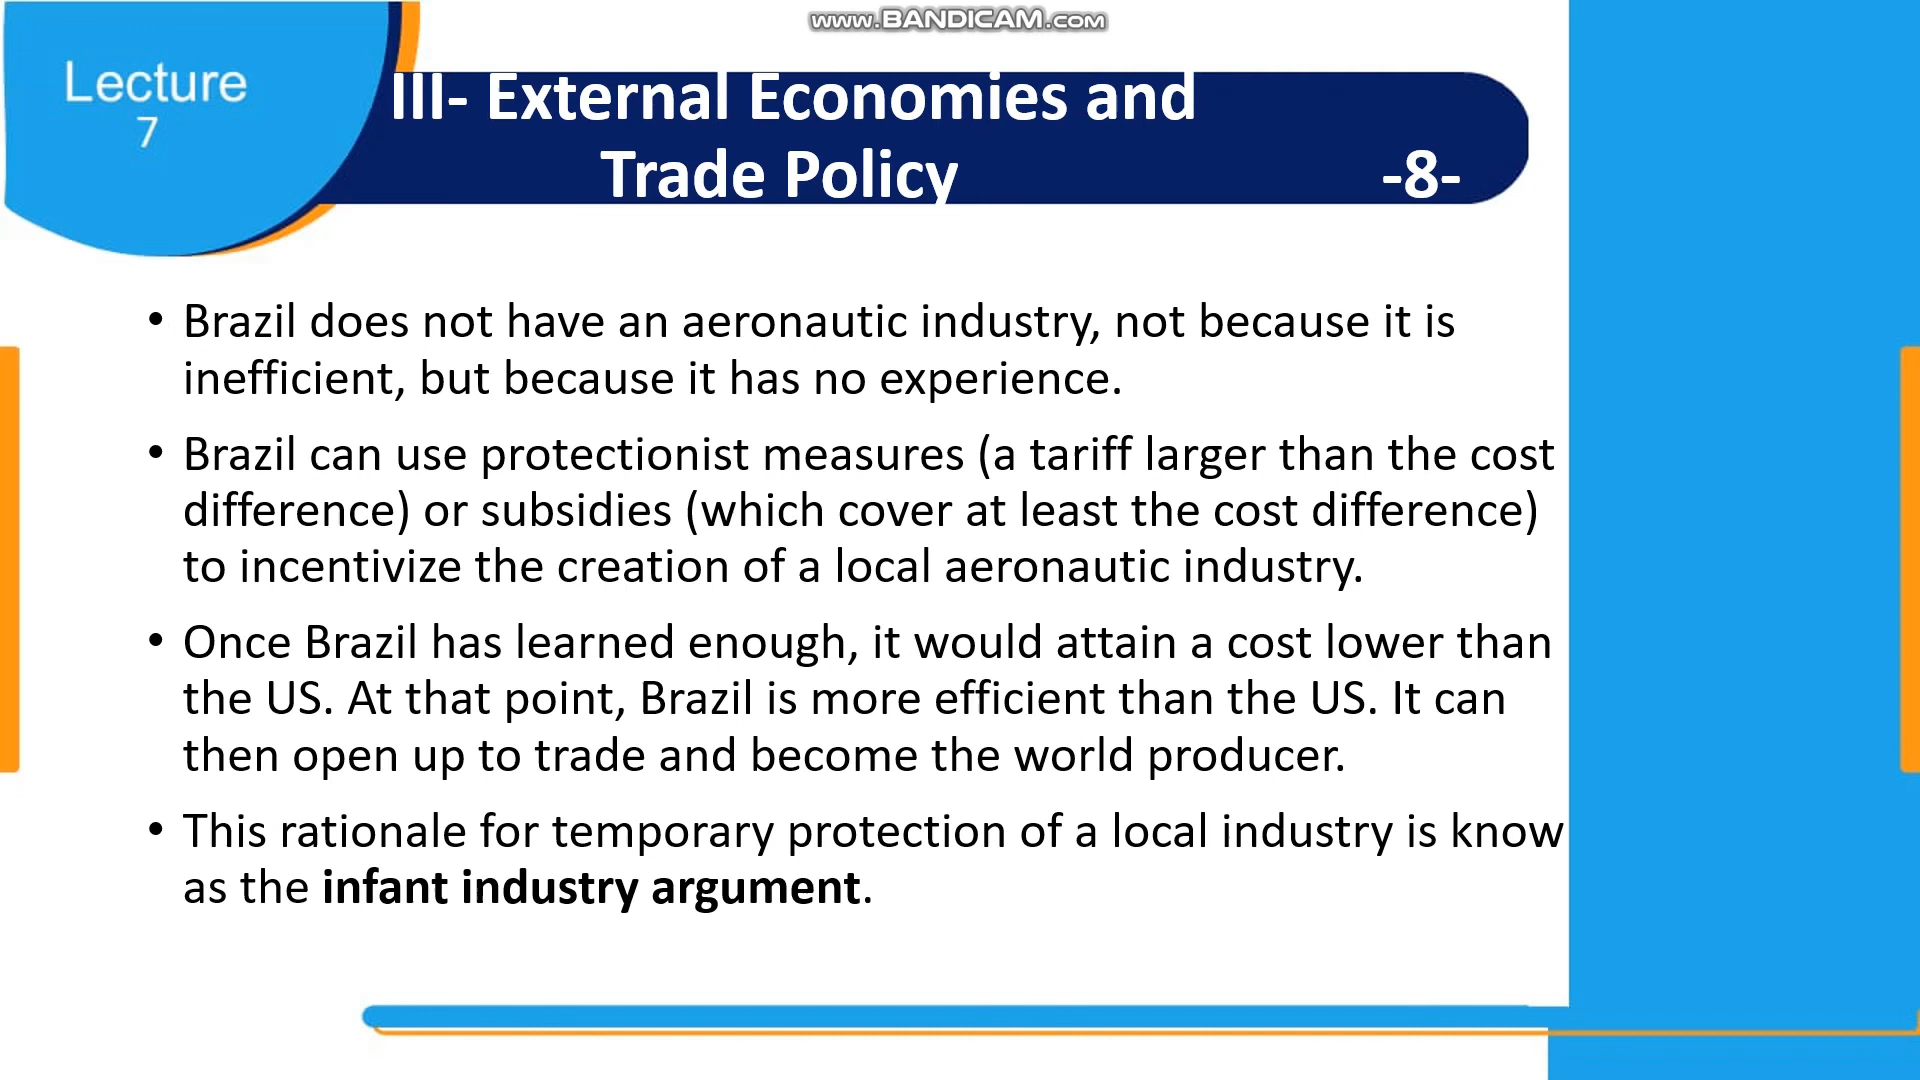 www.BANDICAM.com
Lecture
7
III- External Economies and
Trade Policy -8-
• Brazil does not have an aeronautic industry, not because it is
inefficient, but because it has no experience.
• Brazil can use protectionist measures (a tariff larger than the cost
difference) or subsidies (which cover at least the cost difference)
to incentivize the creation of a local aeronautic industry.
• Once Brazil has learned enough, it would attain a cost lower than
the US. At that point, Brazil is more efficient than the US. It can
then open up to trade and become the world producer.
• This rationale for temporary protection of a local industry is know
as the infant industry argument.